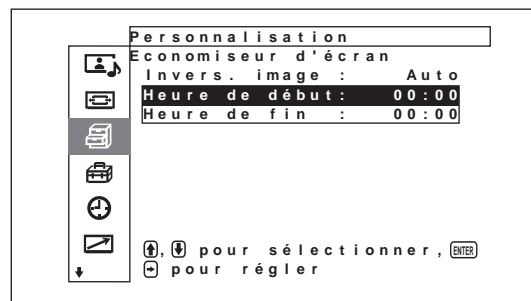 Personnalisation
Economiseur d'écran
Invers. image : Auto
Heure de début: 00:00
Heure de fin : 00:00
, pour sélectionner, ENTER
pour régler